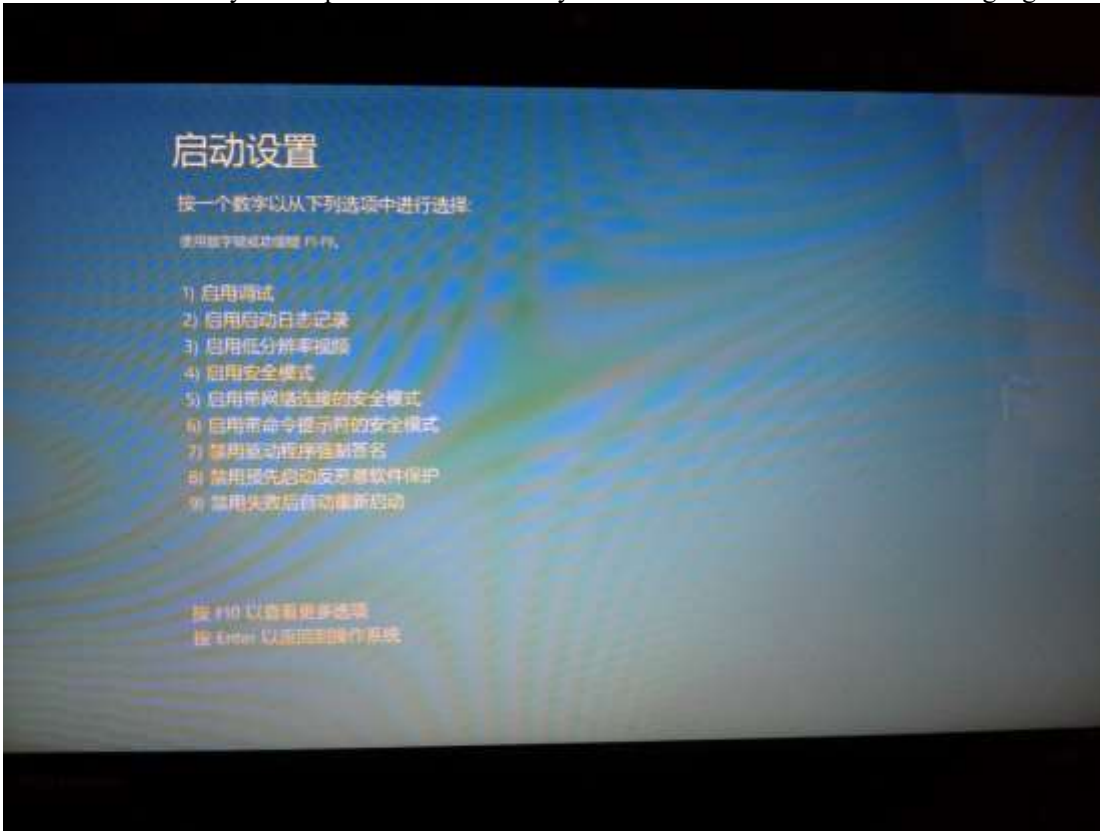 启动设置
按一个数字以从下列选项中进行选择:
使用数字键或功能键 F1-F9。
1) 启用调试
2) 启用启动日志记录
3) 启用低分辨率视频
4) 启用安全模式
5) 启用带网络连接的安全模式
6) 启用带命令提示符的安全模式
7) 禁用驱动程序强制签名
8) 禁用预先启动反恶意软件保护
9) 禁用失败后自动重新启动
按 F10 以查看更多选项
按 Enter 以返回到操作系统